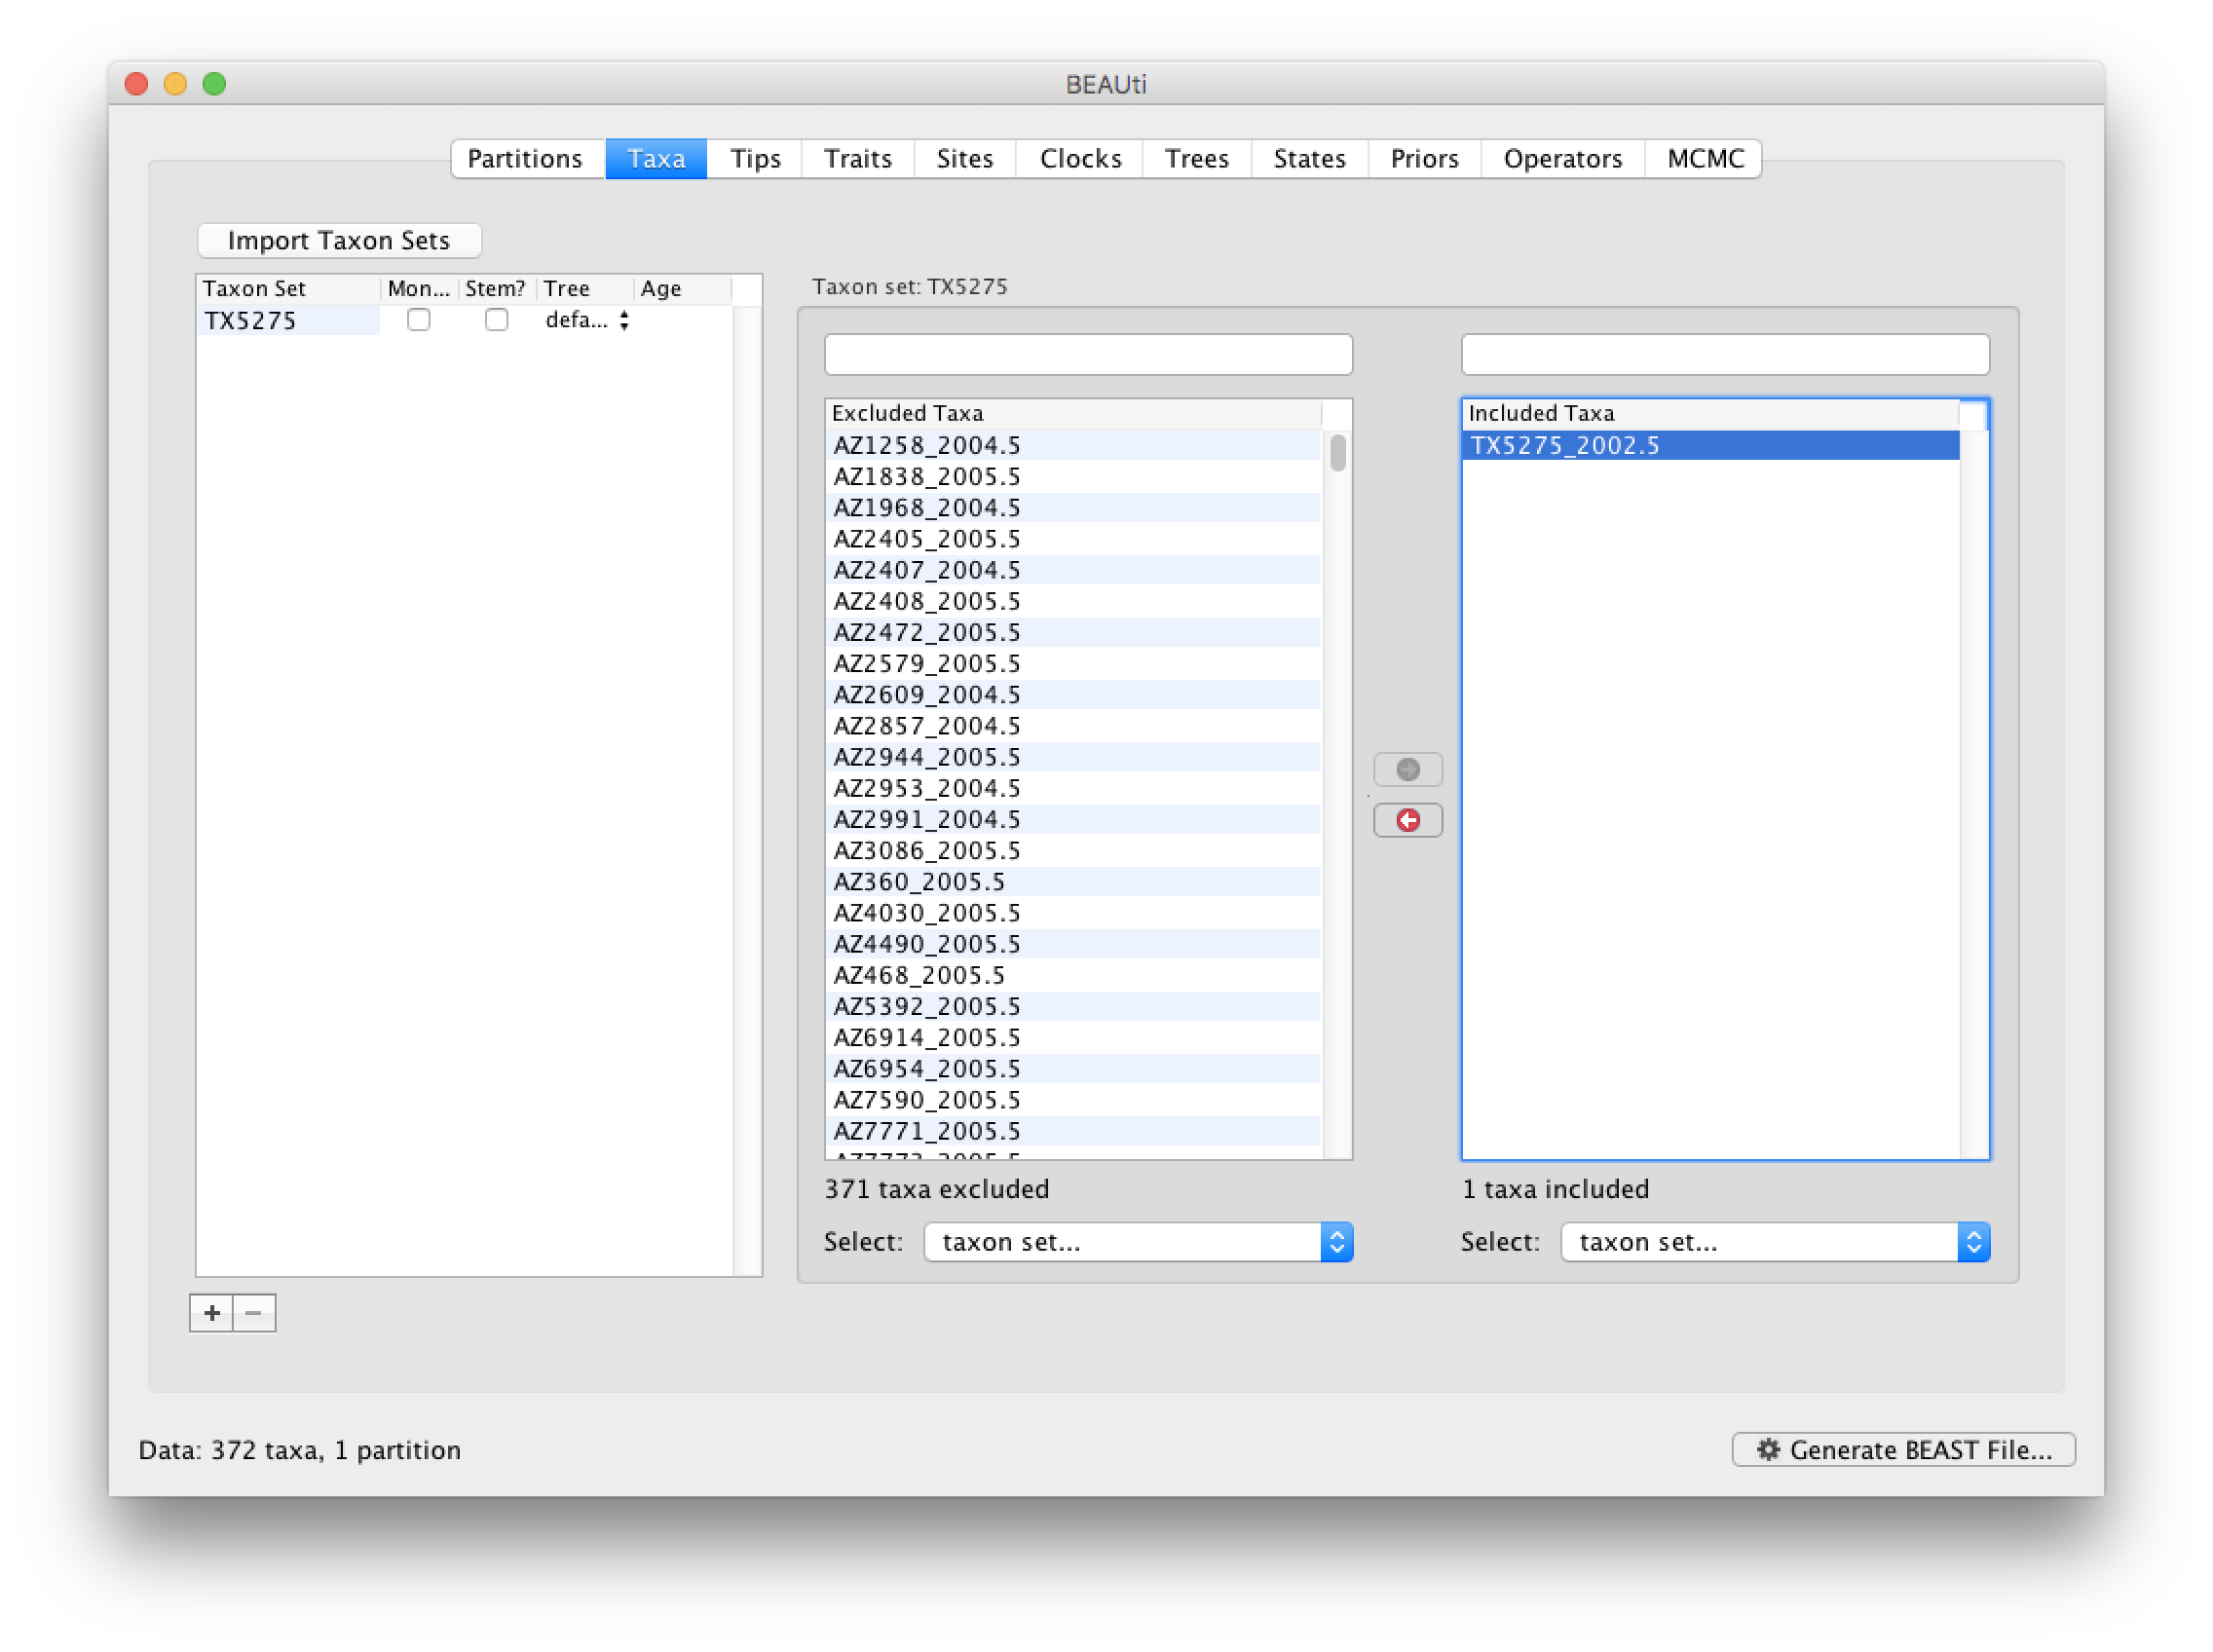 BEAUti
Partitions Taxa Tips Traits Sites Clocks Trees States Priors Operators MCMC
Import Taxon Sets
Taxon Set Mon... Stem? Tree Age
TX5275 defa...
Taxon set: TX5275
Excluded Taxa
AZ1258_2004.5
AZ1838_2005.5
AZ1968_2004.5
AZ2405_2005.5
AZ2407_2004.5
AZ2408_2005.5
AZ2472_2005.5
AZ2579_2005.5
AZ2609_2004.5
AZ2857_2004.5
AZ2944_2005.5
AZ2953_2004.5
AZ2991_2004.5
AZ3086_2005.5
AZ360_2005.5
AZ4030_2005.5
AZ4490_2005.5
AZ468_2005.5
AZ5392_2005.5
AZ6914_2005.5
AZ6954_2005.5
AZ7590_2005.5
AZ7771_2005.5
371 taxa excluded
Select: taxon set...
Included Taxa
TX5275_2002.5
1 taxa included
Select: taxon set...
+ −
Data: 372 taxa, 1 partition
Generate BEAST File...